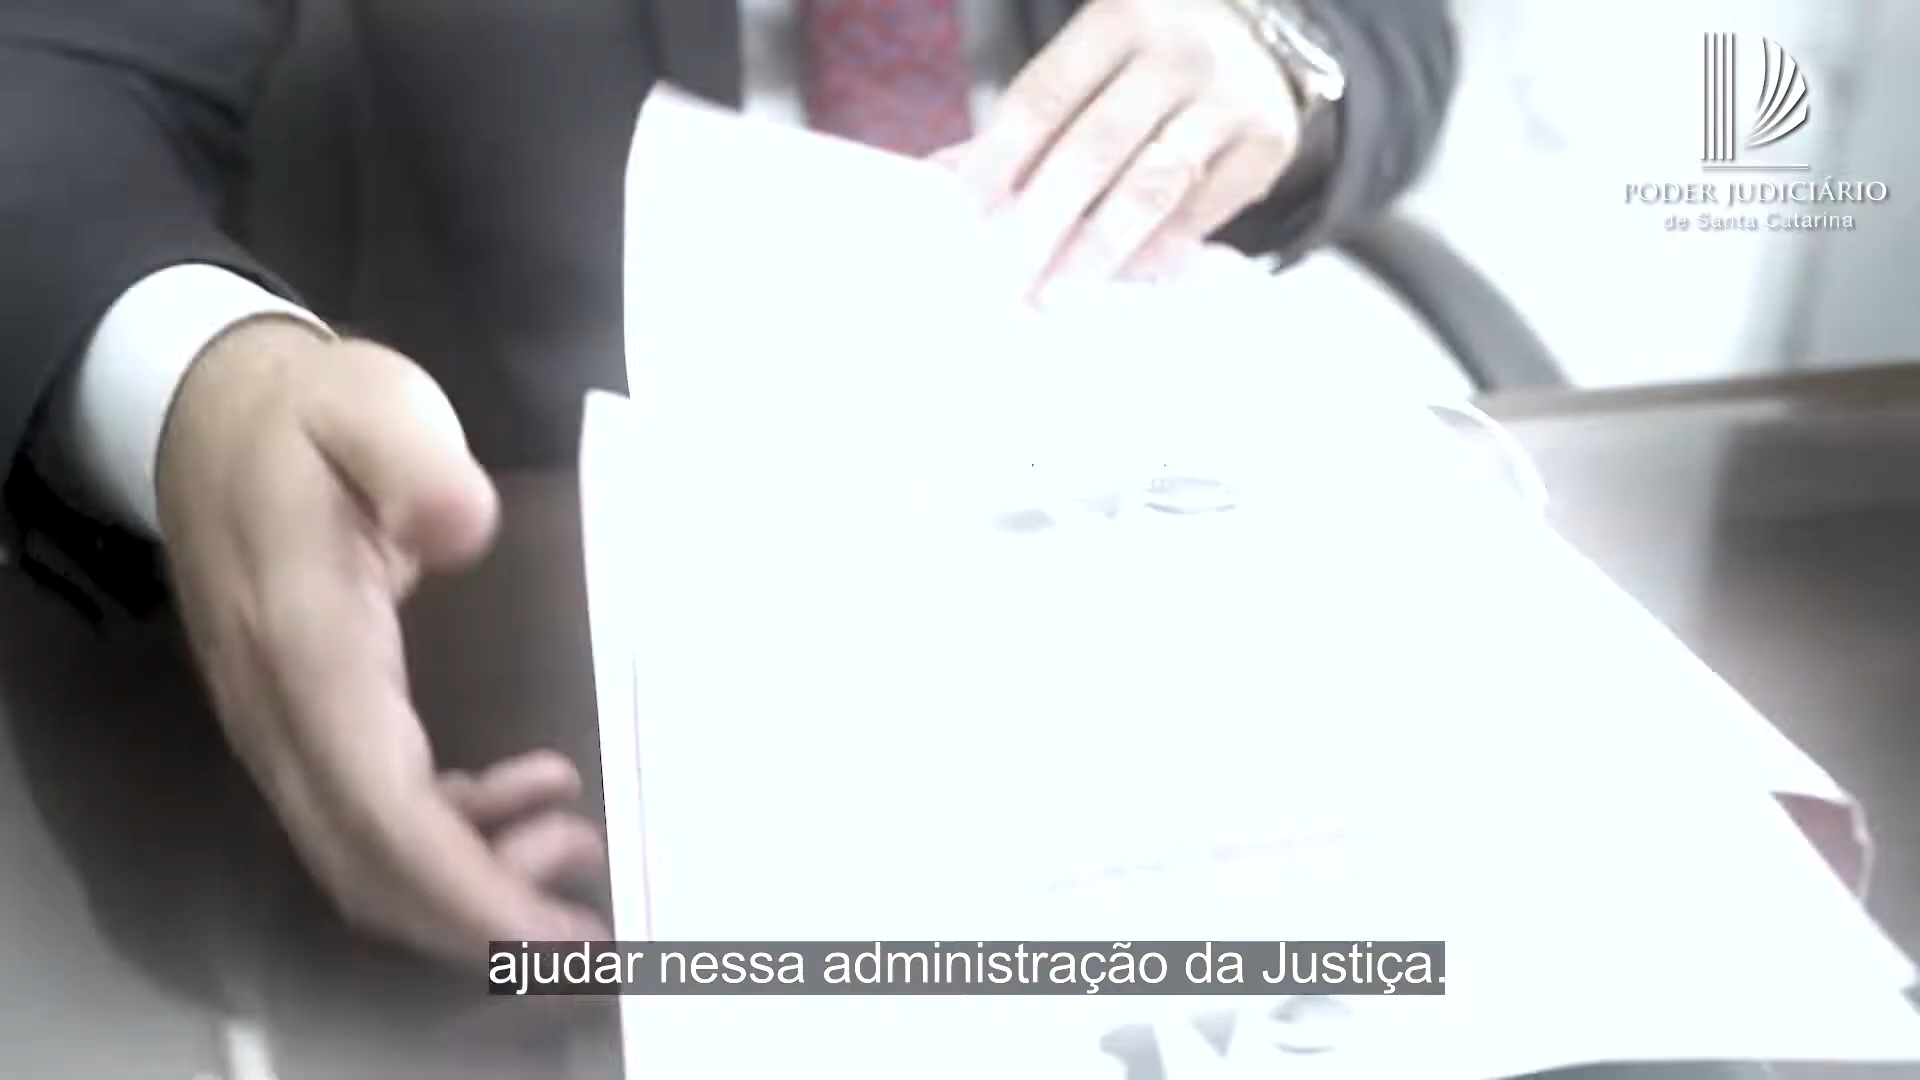 PODER JUDICIÁRIO
de Santa Catarina
ajudar nessa administração da Justiça.